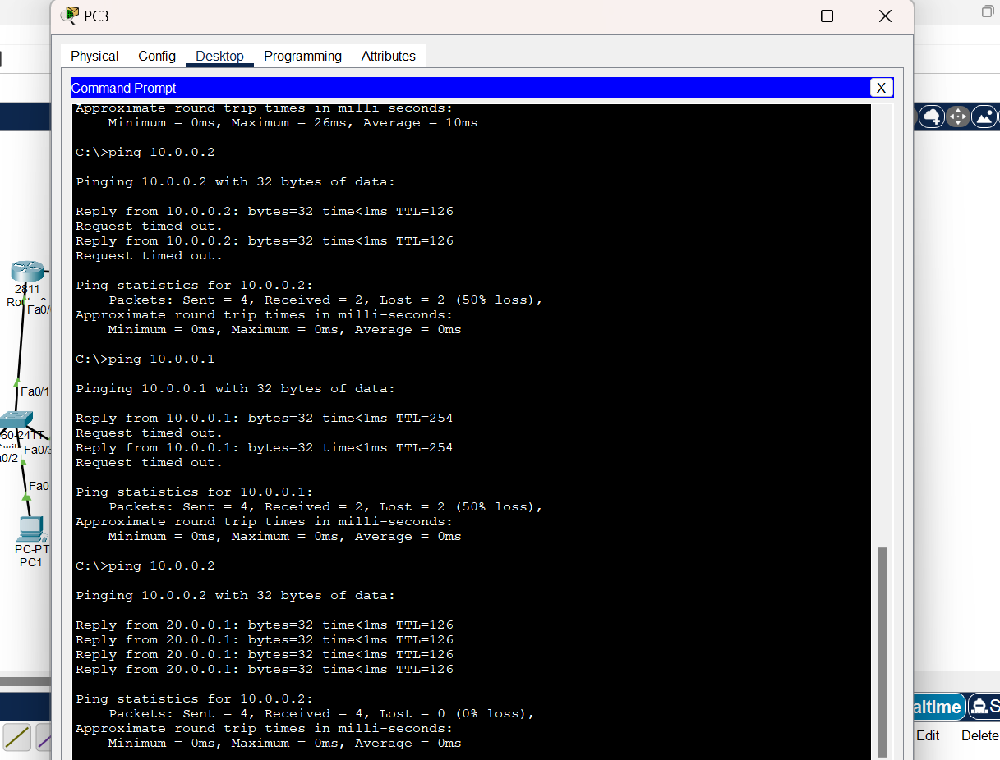 PC3
Physical Config Desktop Programming Attributes
Command Prompt
X
Approximate round trip times in milli-seconds:
Minimum = 0ms, Maximum = 26ms, Average = 10ms
C:\>ping 10.0.0.2
Pinging 10.0.0.2 with 32 bytes of data:
Reply from 10.0.0.2: bytes=32 time<1ms TTL=126
Request timed out.
Reply from 10.0.0.2: bytes=32 time<1ms TTL=126
Request timed out.
Ping statistics for 10.0.0.2:
Packets: Sent = 4, Received = 2, Lost = 2 (50% loss),
Approximate round trip times in milli-seconds:
Minimum = 0ms, Maximum = 0ms, Average = 0ms
C:\>ping 10.0.0.1
Pinging 10.0.0.1 with 32 bytes of data:
Reply from 10.0.0.1: bytes=32 time<1ms TTL=254
Request timed out.
Reply from 10.0.0.1: bytes=32 time<1ms TTL=254
Request timed out.
Ping statistics for 10.0.0.1:
Packets: Sent = 4, Received = 2, Lost = 2 (50% loss),
Approximate round trip times in milli-seconds:
Minimum = 0ms, Maximum = 0ms, Average = 0ms
C:\>ping 10.0.0.2
Pinging 10.0.0.2 with 32 bytes of data:
Reply from 20.0.0.1: bytes=32 time<1ms TTL=126
Reply from 20.0.0.1: bytes=32 time<1ms TTL=126
Reply from 20.0.0.1: bytes=32 time<1ms TTL=126
Reply from 20.0.0.1: bytes=32 time<1ms TTL=126
Ping statistics for 10.0.0.2:
Packets: Sent = 4, Received = 4, Lost = 0 (0% loss),
Approximate round trip times in milli-seconds:
Minimum = 0ms, Maximum = 0ms, Average = 0ms
2811
Fa0/
Fa0/1
60-24TT
Fa0/3
0/2
Fa0
PC-PT
PC1
altime
S
Edit
Delete